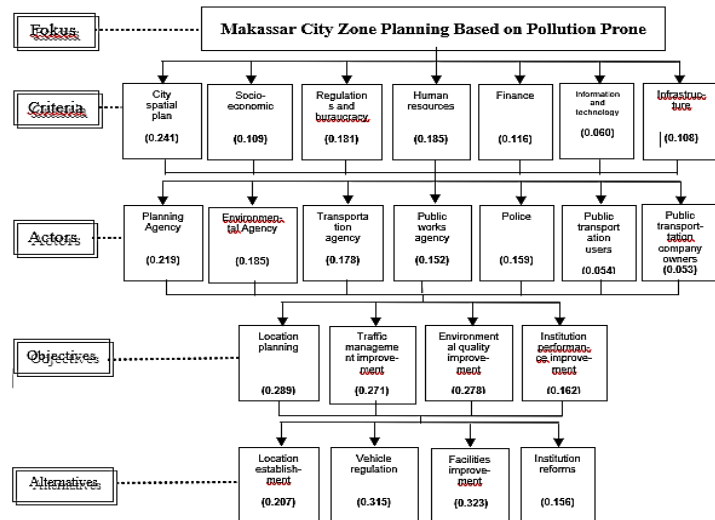 Fokus
Makassar City Zone Planning Based on Pollution Prone
Criteria
City
spatial
plan
(0.241)
Socio-
economic
(0.109)
Regulation
s and
buraucracy
(0.181)
Human
resources
(0.185)
Finance
(0.116)
Information
and
technology
(0.060)
Infrastruc-
ture
(0.108)
Actors
Planning
Agency
(0.219)
Environmen-
tal Agency
(0.185)
Transporta
tion
agency
(0.178)
Public
works
agency
(0.152)
Police
(0.159)
Public
transport
ation
users
(0.054)
Public
transport-
tation
company
owners
(0.053)
Objectives
Location
planning
(0.289)
Traffic
manageme
nt improve-
ment
(0.271)
Environment
al quality
improve-
ment
(0.278)
Institution
performan-
ce improve-
ment
(0.162)
Alternatives
Location
establish-
ment
(0.207)
Vehicle
regulation
(0.315)
Facilities
improve-
ment
(0.323)
Institution
reforms
(0.156)